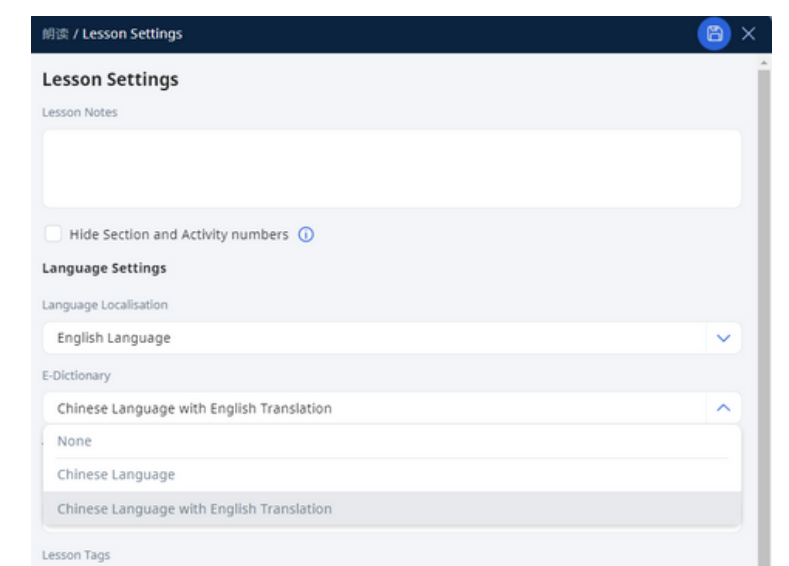 朗读 / Lesson Settings
Lesson Settings
Lesson Notes
Hide Section and Activity numbers
Language Settings
Language Localisation
English Language
E-Dictionary
Chinese Language with English Translation
None
Chinese Language
Chinese Language with English Translation
Lesson Tags